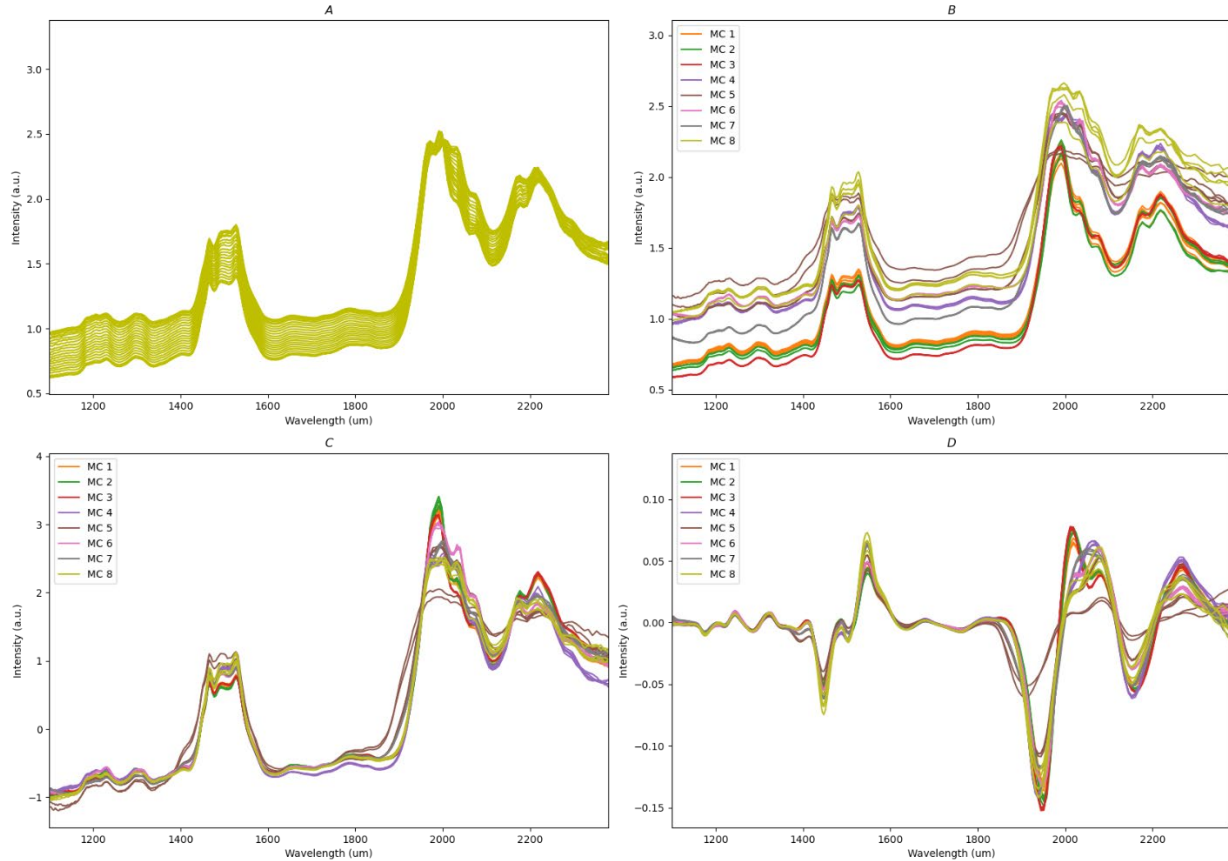 A
3.0
2.5
2.0
1.5
1.0
0.5
Intensity (a.u.)
1200 1400 1600 1800 2000 2200
Wavelength (um)
B
MC 1
MC 2
MC 3
MC 4
MC 5
MC 6
MC 7
MC 8
3.0
2.5
2.0
1.5
1.0
0.5
Intensity (a.u.)
1200 1400 1600 1800 2000 2200
Wavelength (um)
C
MC 1
MC 2
MC 3
MC 4
MC 5
MC 6
MC 7
MC 8
4
3
2
1
0
−1
Intensity (a.u.)
1200 1400 1600 1800 2000 2200
Wavelength (um)
D
MC 1
MC 2
MC 3
MC 4
MC 5
MC 6
MC 7
MC 8
0.10
0.05
0.00
−0.05
−0.10
−0.15
Intensity (a.u.)
1200 1400 1600 1800 2000 2200
Wavelength (um)